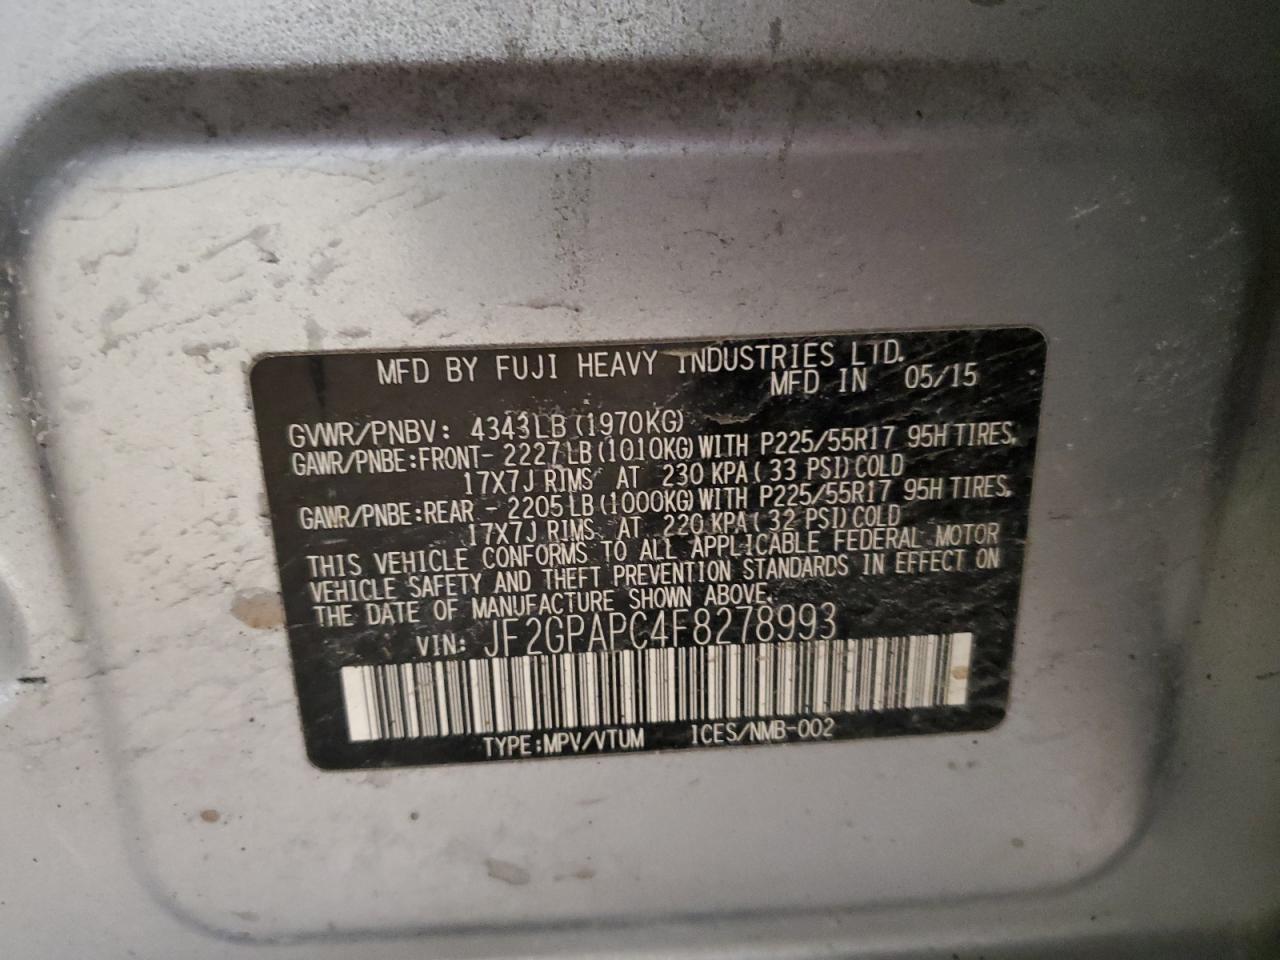 MFD BY FUJI HEAVY INDUSTRIES LTD.
MFD IN 05/15
GVWR/PNBV: 4343LB(1970KG)
GAWR/PNBE:FRONT- 2227LB(1010KG)WITH P225/55R17 95H TIRES,
17X7J RIMS AT 230 KPA(33 PSI)COLD
GAWR/PNBE:REAR - 2205LB(1000KG)WITH P225/55R17 95H TIRES,
17X7J RIMS AT 220 KPA(32 PSI)COLD
THIS VEHICLE CONFORMS TO ALL APPLICABLE FEDERAL MOTOR
VEHICLE SAFETY AND THEFT PREVENTION STANDARDS IN EFFECT ON
THE DATE OF MANUFACTURE SHOWN ABOVE.
VIN: JF2GPAPC4F8278993
TYPE:MPV/VTUM ICES/NMB-002